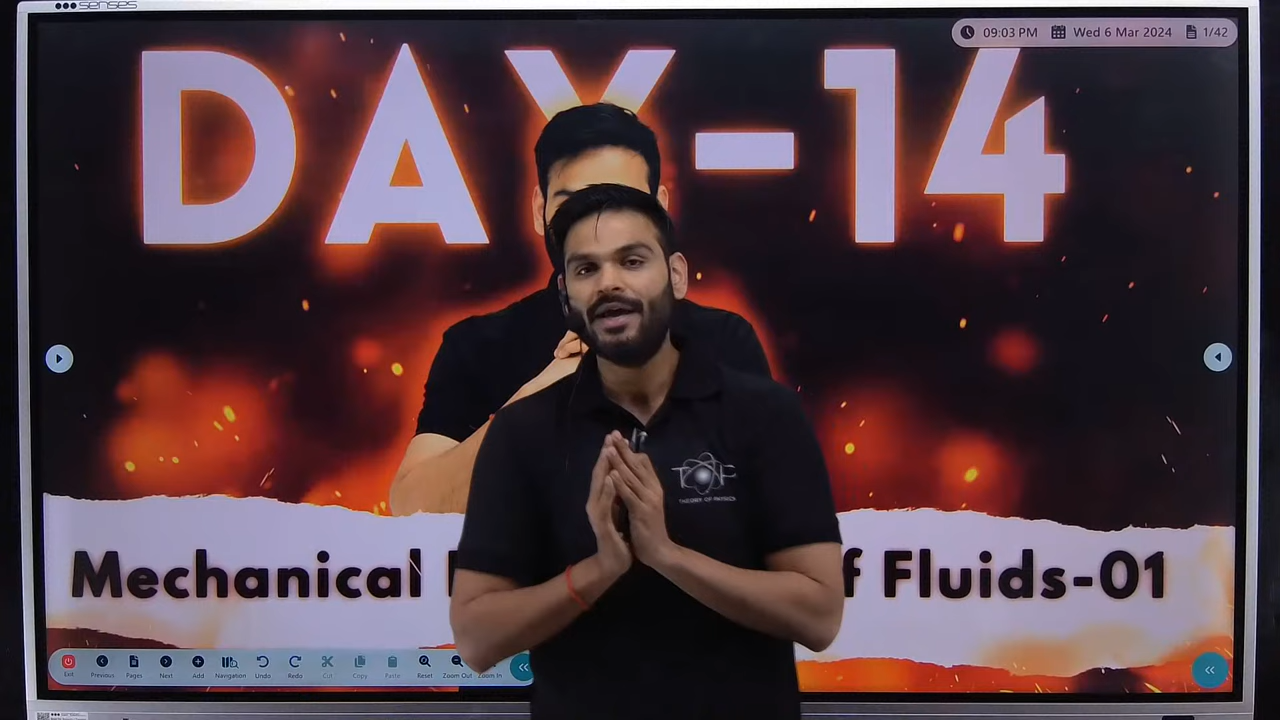 senses
09:03 PM Wed 6 Mar 2024 1/42
DAY-14
THEORY OF PHYSICS
Mechanical f Fluids-01
Exit Previous Pages Next Add Navigation Undo Redo Cut Copy Paste Reset Zoom Out Zoom In